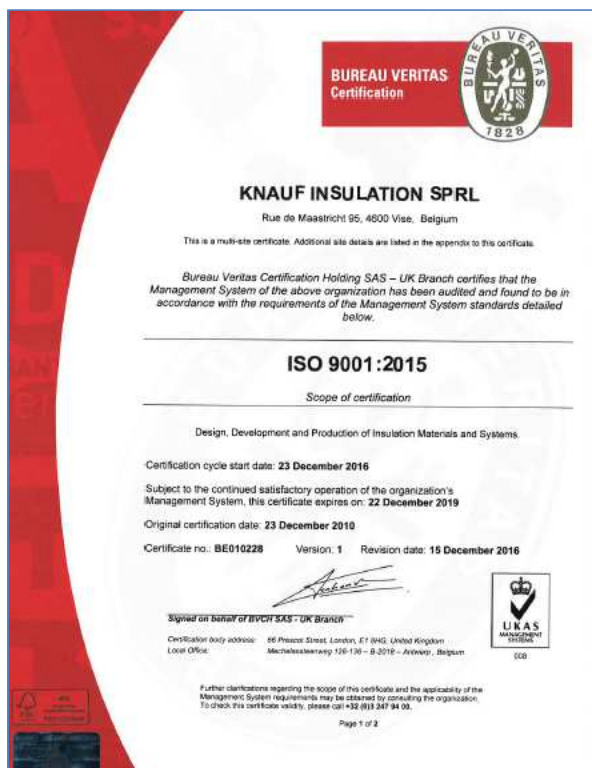 BUREAU VERITAS
Certification
BUREAU VERITAS
1828
KNAUF INSULATION SPRL
Rue de Maastricht 95, 4600 Vise, Belgium
This is a multi-site certificate. Additional site details are listed in the appendix to this certificate.
Bureau Veritas Certification Holding SAS – UK Branch certifies that the
Management System of the above organization has been audited and found to be in
accordance with the requirements of the Management System standards detailed
below.
ISO 9001:2015
Scope of certification
Design, Development and Production of Insulation Materials and Systems.
Certification cycle start date: 23 December 2016
Subject to the continued satisfactory operation of the organization's
Management System, this certificate expires on: 22 December 2019
Original certification date: 23 December 2010
Certificate no.: BE010228 Version: 1 Revision date: 15 December 2016
Signed on behalf of BVCH SAS - UK Branch
Certification body address: 66 Prescot Street, London, E1 8HG, United Kingdom
Local Office: Mechelsesteenweg 128-136 – B-2018 – Antwerp, Belgium
UKAS
MANAGEMENT
SYSTEMS
008
Further clarifications regarding the scope of this certificate and the applicability of the
Management System requirements may be obtained by consulting the organization.
To check this certificate validity, please call +32 (0)3 247 94 00.
Page 1 of 2